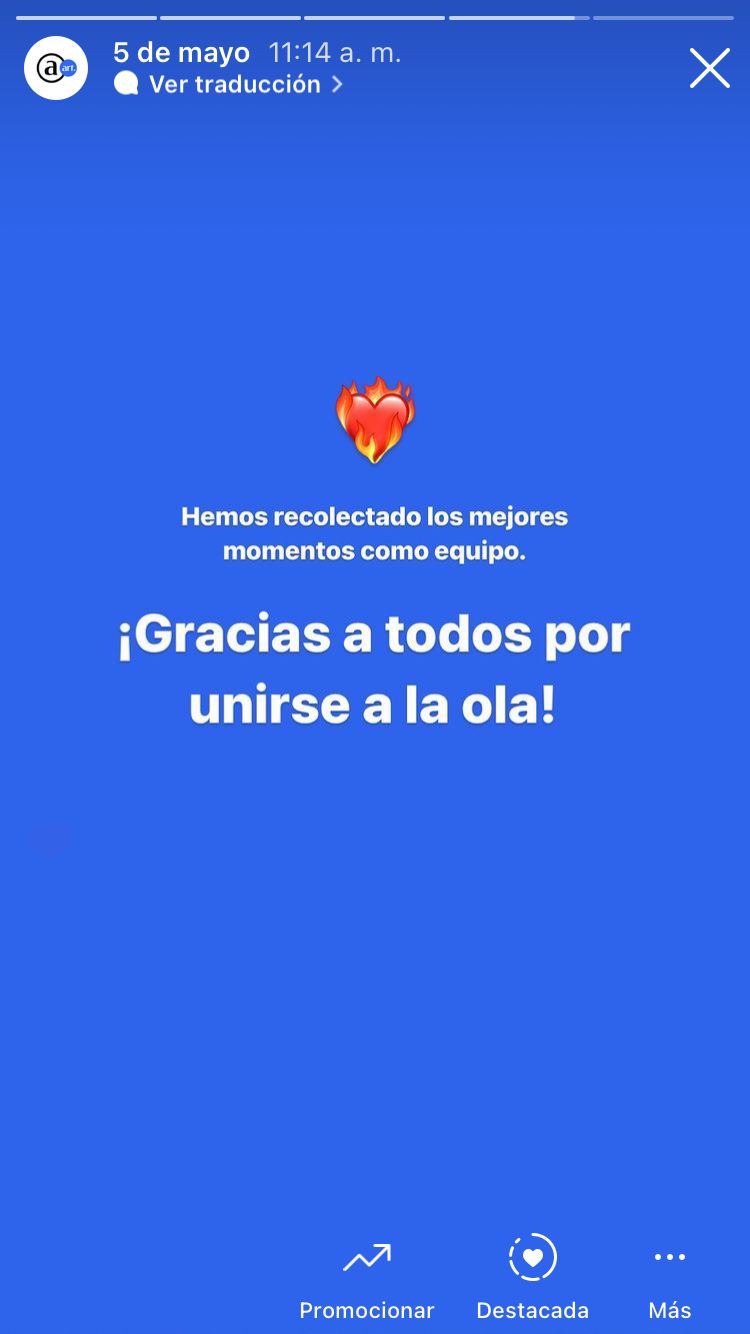 5 de mayo 11:14 a. m.
a art.
Ver traducción
Hemos recolectado los mejores
momentos como equipo.
¡Gracias a todos por
unirse a la ola!
Promocionar Destacada Más